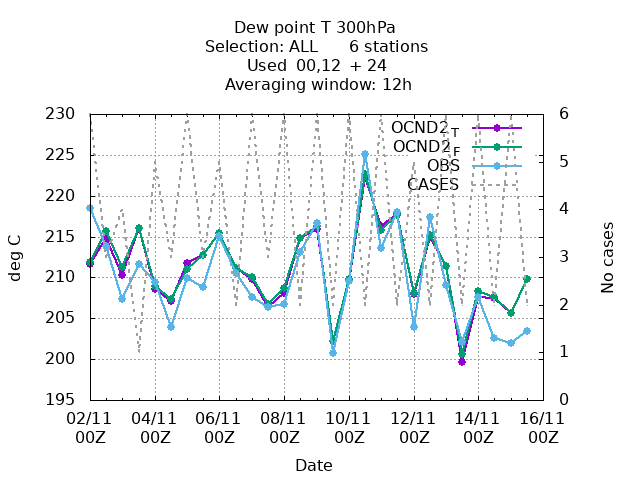 Dew point T 300hPa
Selection: ALL 6 stations
Used 00,12 + 24
Averaging window: 12h
230
225
220
215
210
205
200
195
6
5
4
3
2
1
0
OCND2T
OCND2F
OBS
CASES
deg C
No cases
02/11 04/11 06/11 08/11 10/11 12/11 14/11 16/11
00Z 00Z 00Z 00Z 00Z 00Z 00Z 00Z
Date